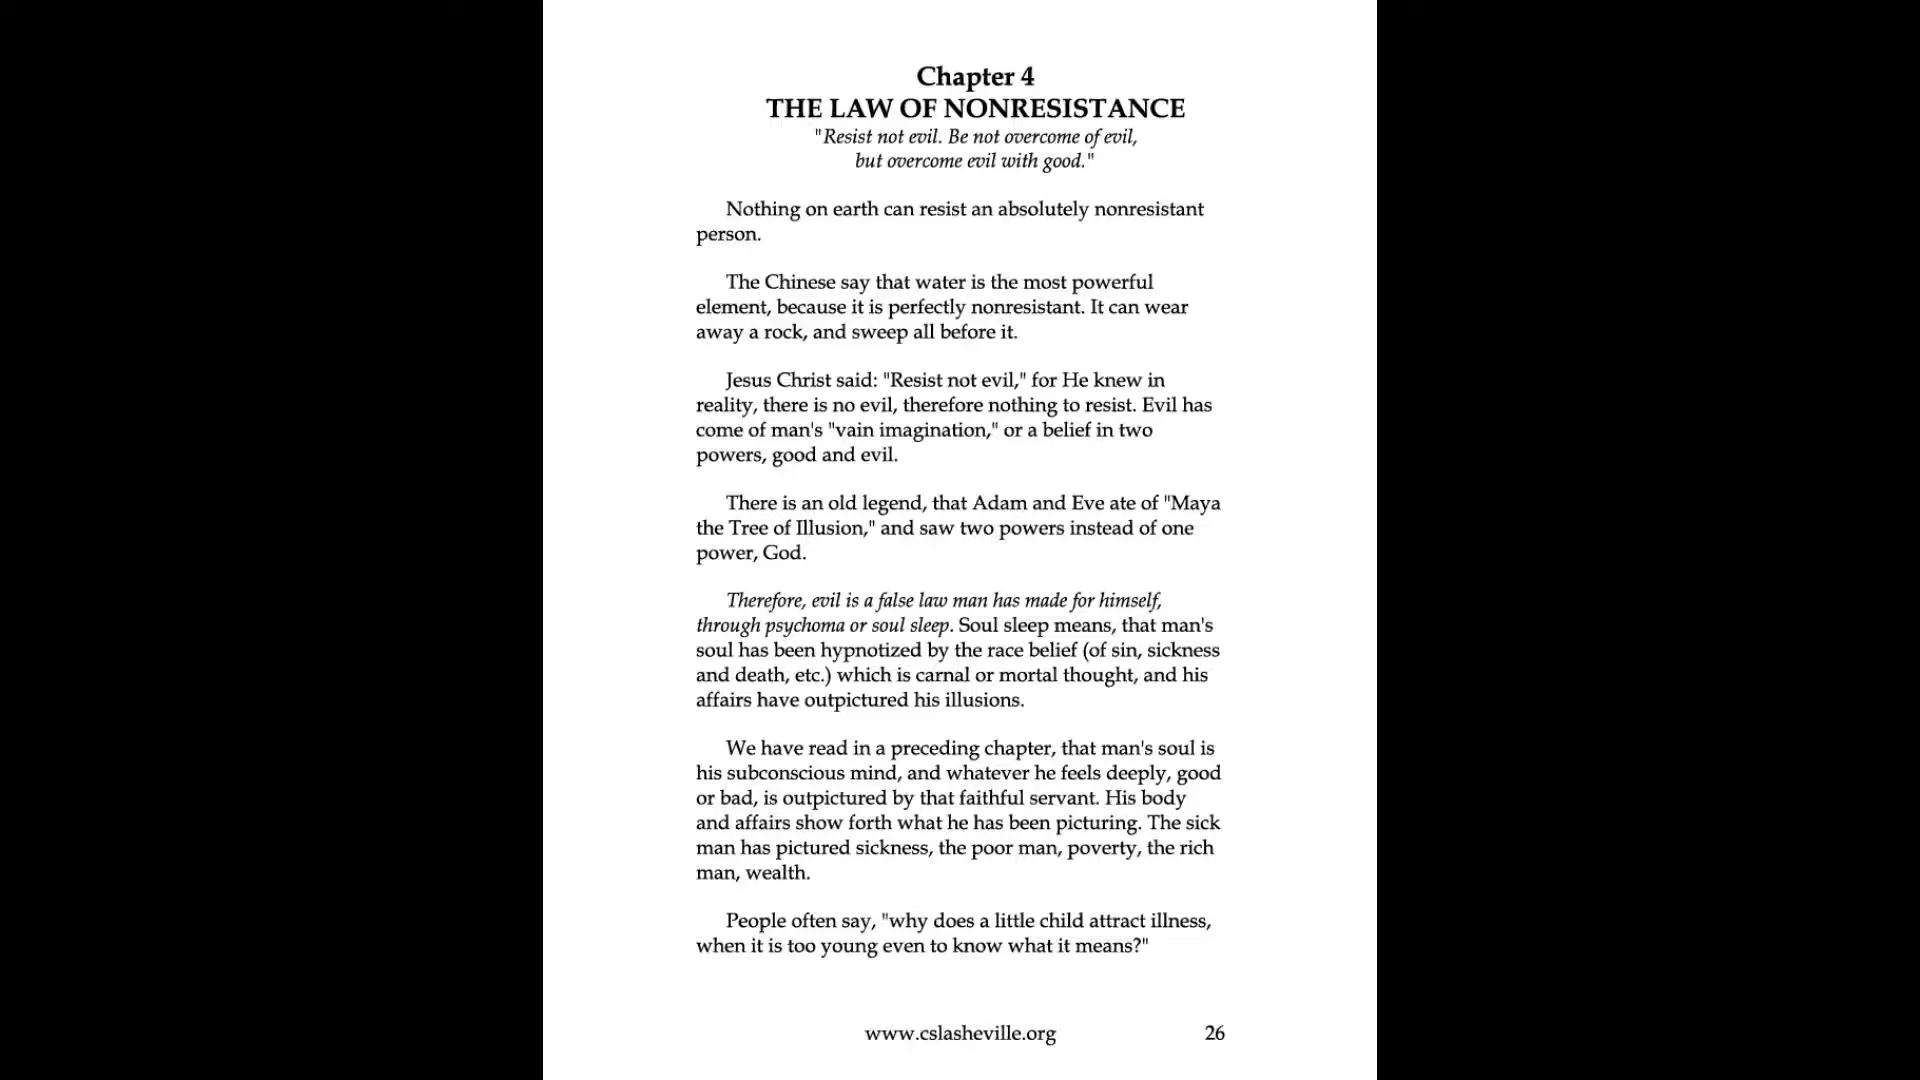 Chapter 4
THE LAW OF NONRESISTANCE
"Resist not evil. Be not overcome of evil,
but overcome evil with good."
Nothing on earth can resist an absolutely nonresistant
person.
The Chinese say that water is the most powerful
element, because it is perfectly nonresistant. It can wear
away a rock, and sweep all before it.
Jesus Christ said: "Resist not evil," for He knew in
reality, there is no evil, therefore nothing to resist. Evil has
come of man's "vain imagination," or a belief in two
powers, good and evil.
There is an old legend, that Adam and Eve ate of "Maya
the Tree of Illusion," and saw two powers instead of one
power, God.
Therefore, evil is a false law man has made for himself,
through psychoma or soul sleep. Soul sleep means, that man's
soul has been hypnotized by the race belief (of sin, sickness
and death, etc.) which is carnal or mortal thought, and his
affairs have outpictured his illusions.
We have read in a preceding chapter, that man's soul is
his subconscious mind, and whatever he feels deeply, good
or bad, is outpictured by that faithful servant. His body
and affairs show forth what he has been picturing. The sick
man has pictured sickness, the poor man, poverty, the rich
man, wealth.
People often say, "why does a little child attract illness,
when it is too young even to know what it means?"
www.cslasheville.org 26